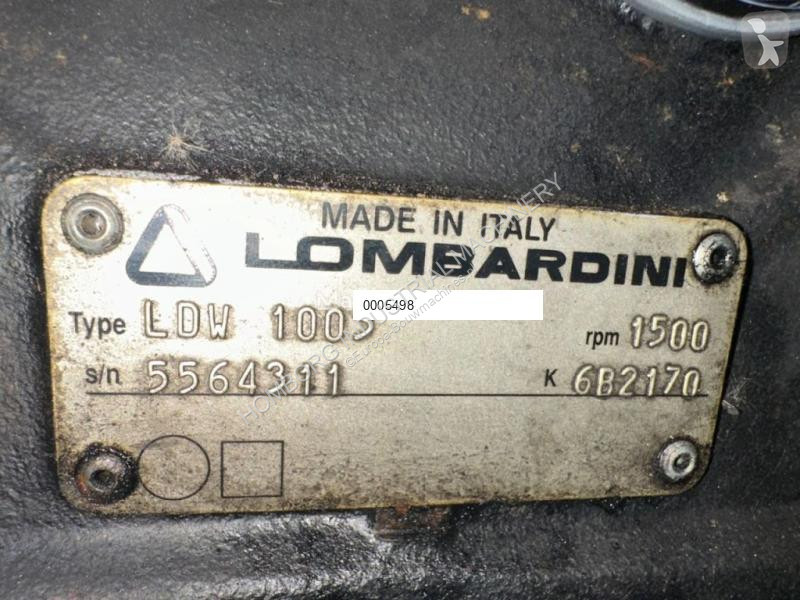 MADE IN ITALY
LOMBARDINI
0005498
Type LDW 1003 rpm 1500
s/n 5564311 K 6B2170